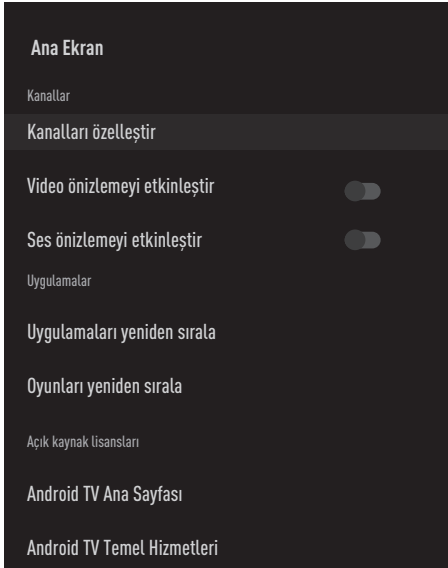 Ana Ekran
Kanallar
Kanalları özelleştir
Video önizlemeyi etkinleştir
Ses önizlemeyi etkinleştir
Uygulamalar
Uygulamaları yeniden sırala
Oyunları yeniden sırala
Açık kaynak lisansları
Android TV Ana Sayfası
Android TV Temel Hizmetleri